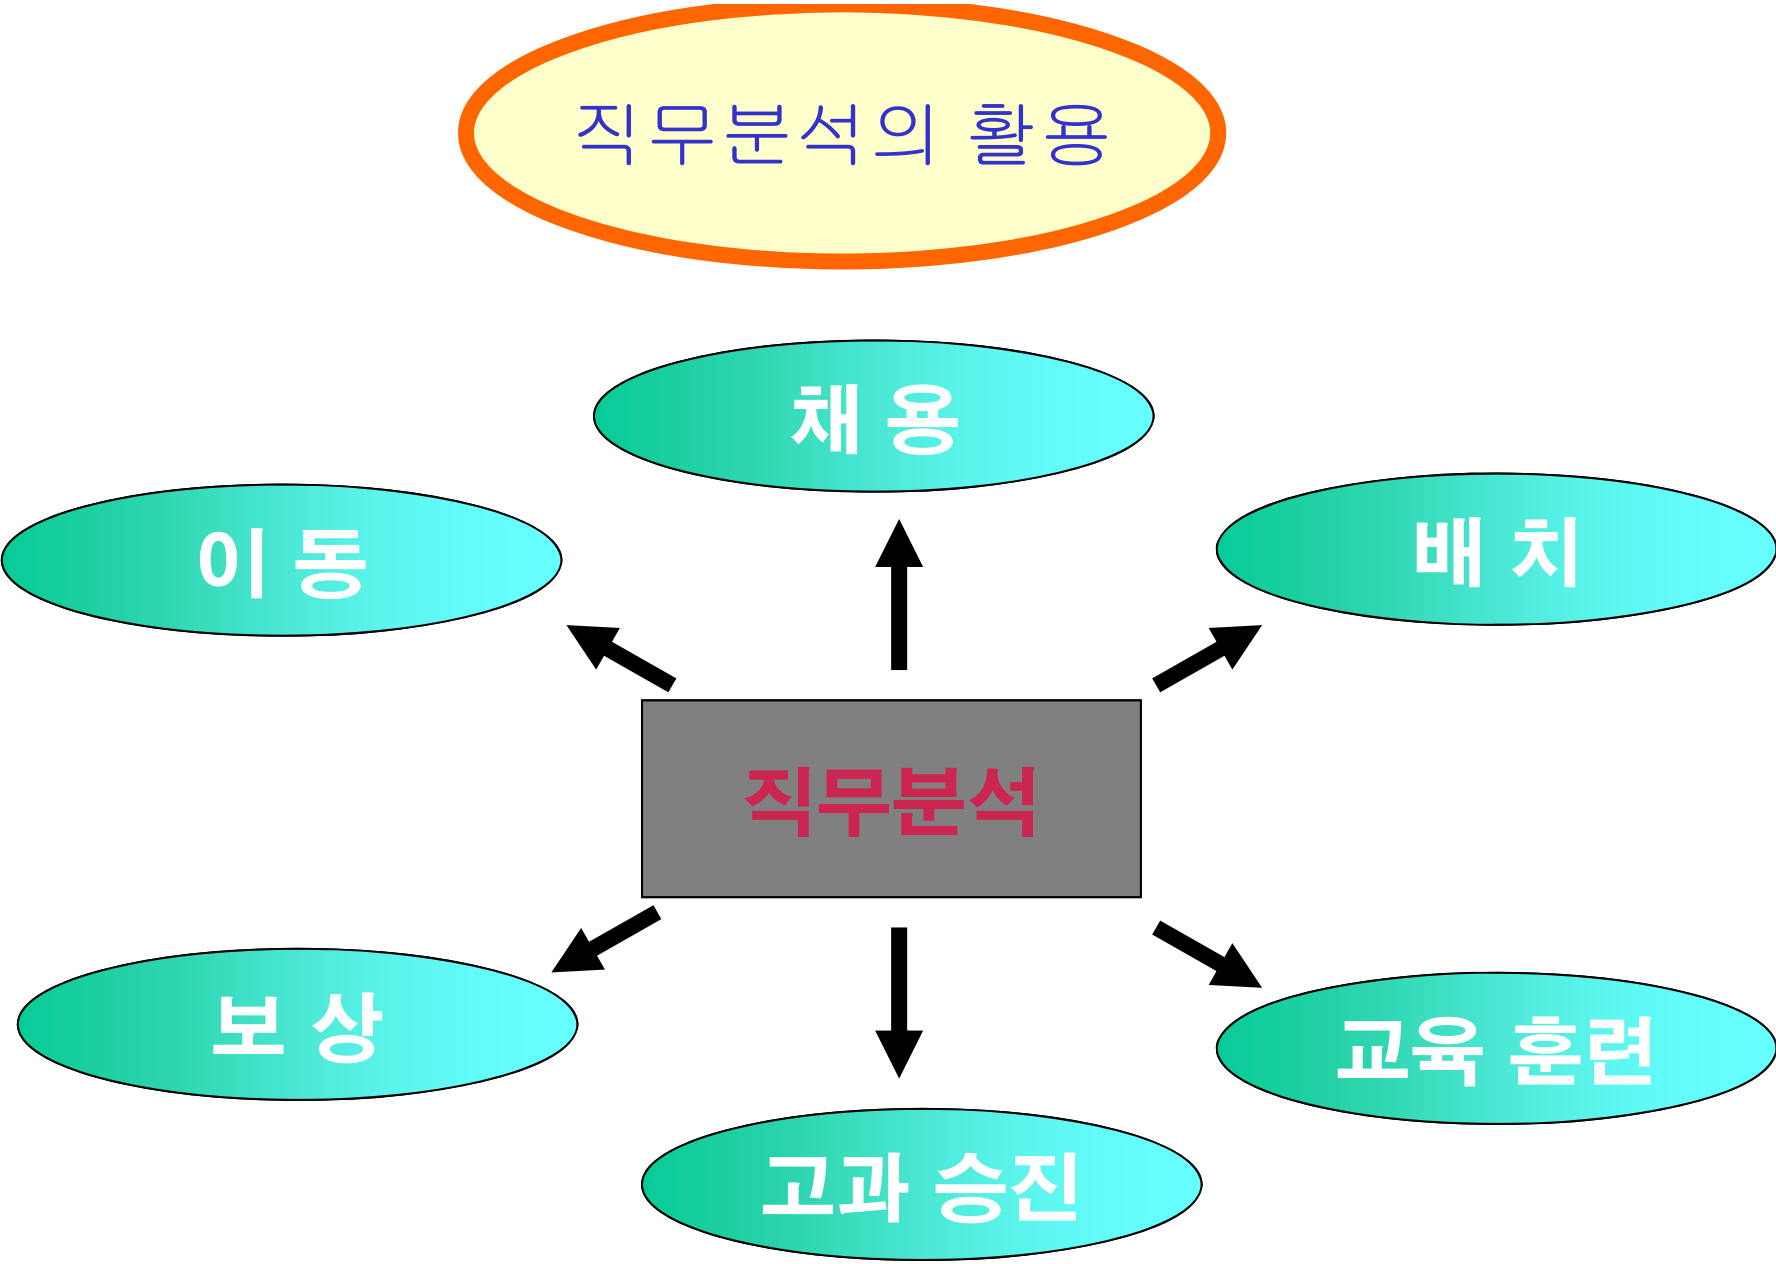 직무분석의 활용
채 용
이 동
배 치
직무분석
보 상
교육 훈련
고과 승진